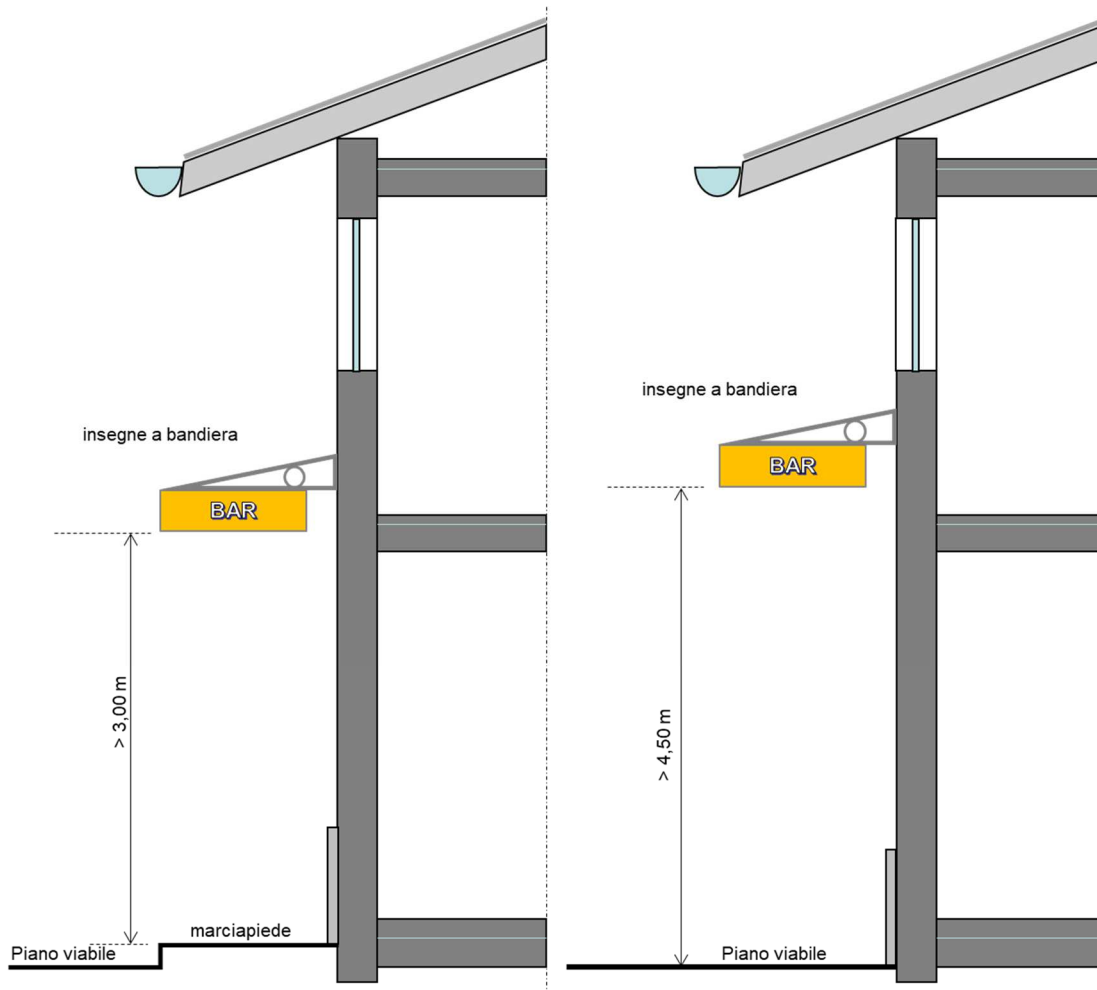 insegne a bandiera
BAR
> 3,00 m
marciapiede
Piano viabile
insegne a bandiera
BAR
> 4,50 m
Piano viabile